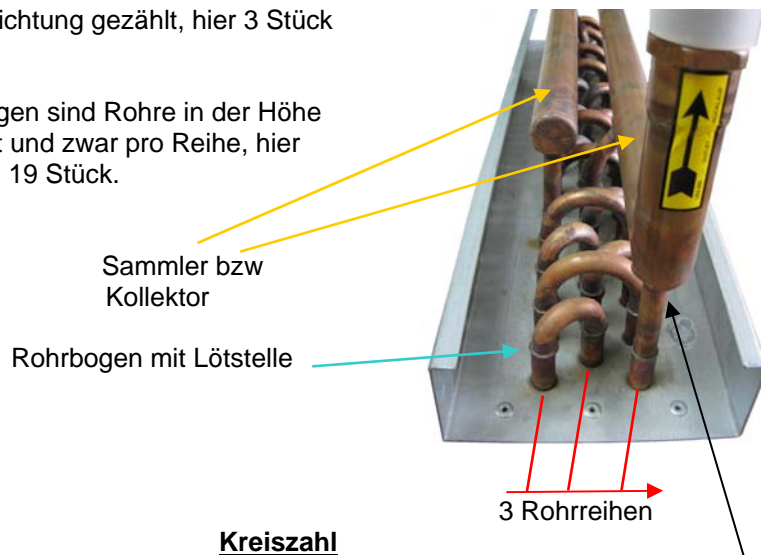 ichtung gezählt, hier 3 Stück
gen sind Rohre in der Höhe
t und zwar pro Reihe, hier
19 Stück.
Sammler bzw
Kollektor
Rohrbogen mit Lötstelle
3 Rohrreihen
Kreiszahl